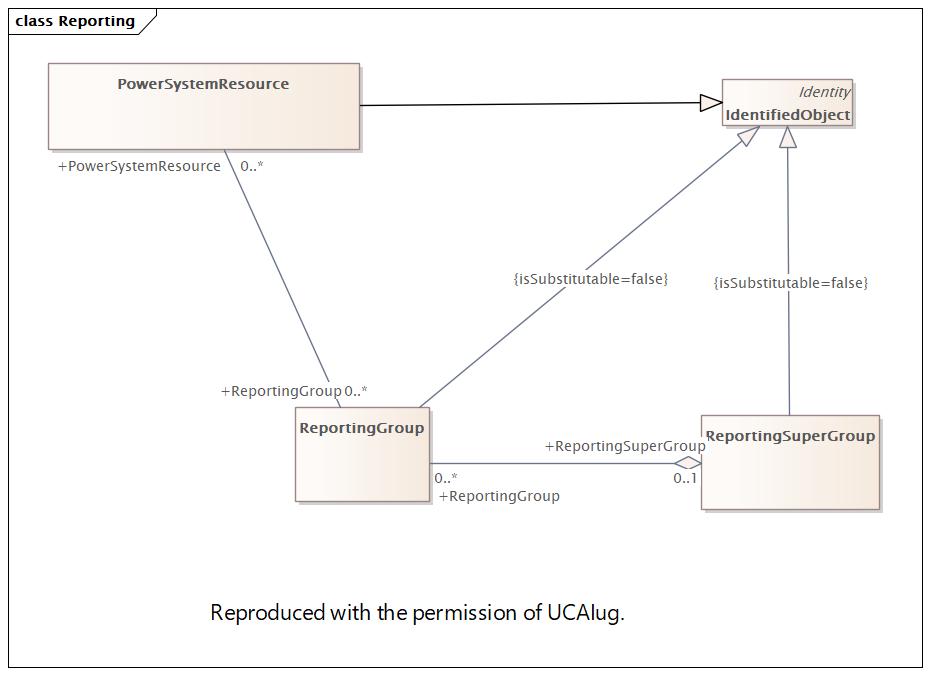 class Reporting
PowerSystemResource
Identity
IdentifiedObject
+PowerSystemResource 0..*
{isSubstitutable=false}
{isSubstitutable=false}
+ReportingGroup 0..*
ReportingGroup
+ReportingSuperGroup
ReportingSuperGroup
0..*
0..1
+ReportingGroup
Reproduced with the permission of UCAIug.